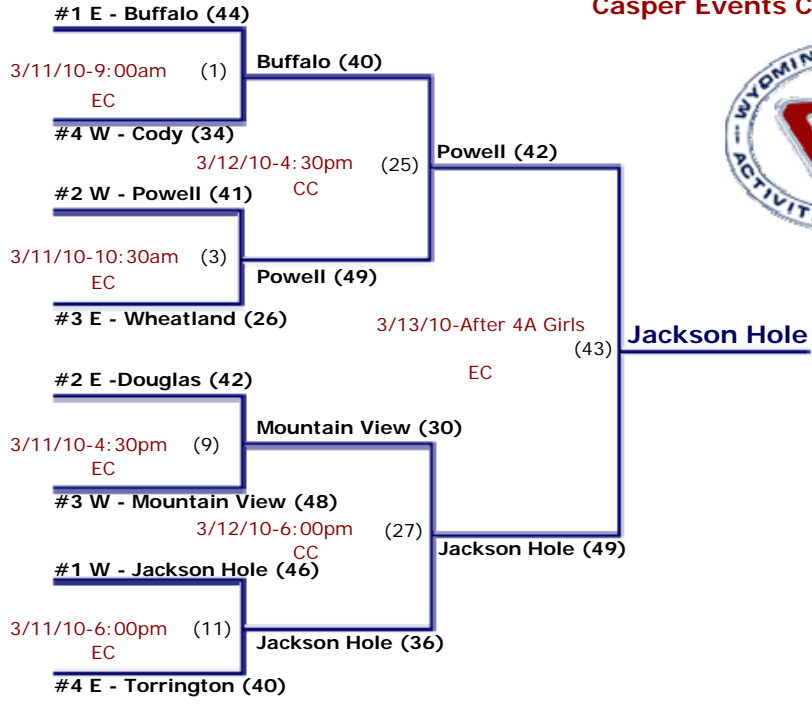 Casper Events C
#1 E - Buffalo (44)
3/11/10-9:00am (1)
EC
Buffalo (40)
#4 W - Cody (34)
3/12/10-4:30pm (25)
CC
Powell (42)
#2 W - Powell (41)
3/11/10-10:30am (3)
EC
Powell (49)
#3 E - Wheatland (26)
3/13/10-After 4A Girls
(43)
EC
Jackson Hole
#2 E -Douglas (42)
3/11/10-4:30pm (9)
EC
Mountain View (30)
#3 W - Mountain View (48)
3/12/10-6:00pm (27)
CC
Jackson Hole (49)
#1 W - Jackson Hole (46)
3/11/10-6:00pm (11)
EC
Jackson Hole (36)
#4 E - Torrington (40)
WYOMIN
ACTIVITI